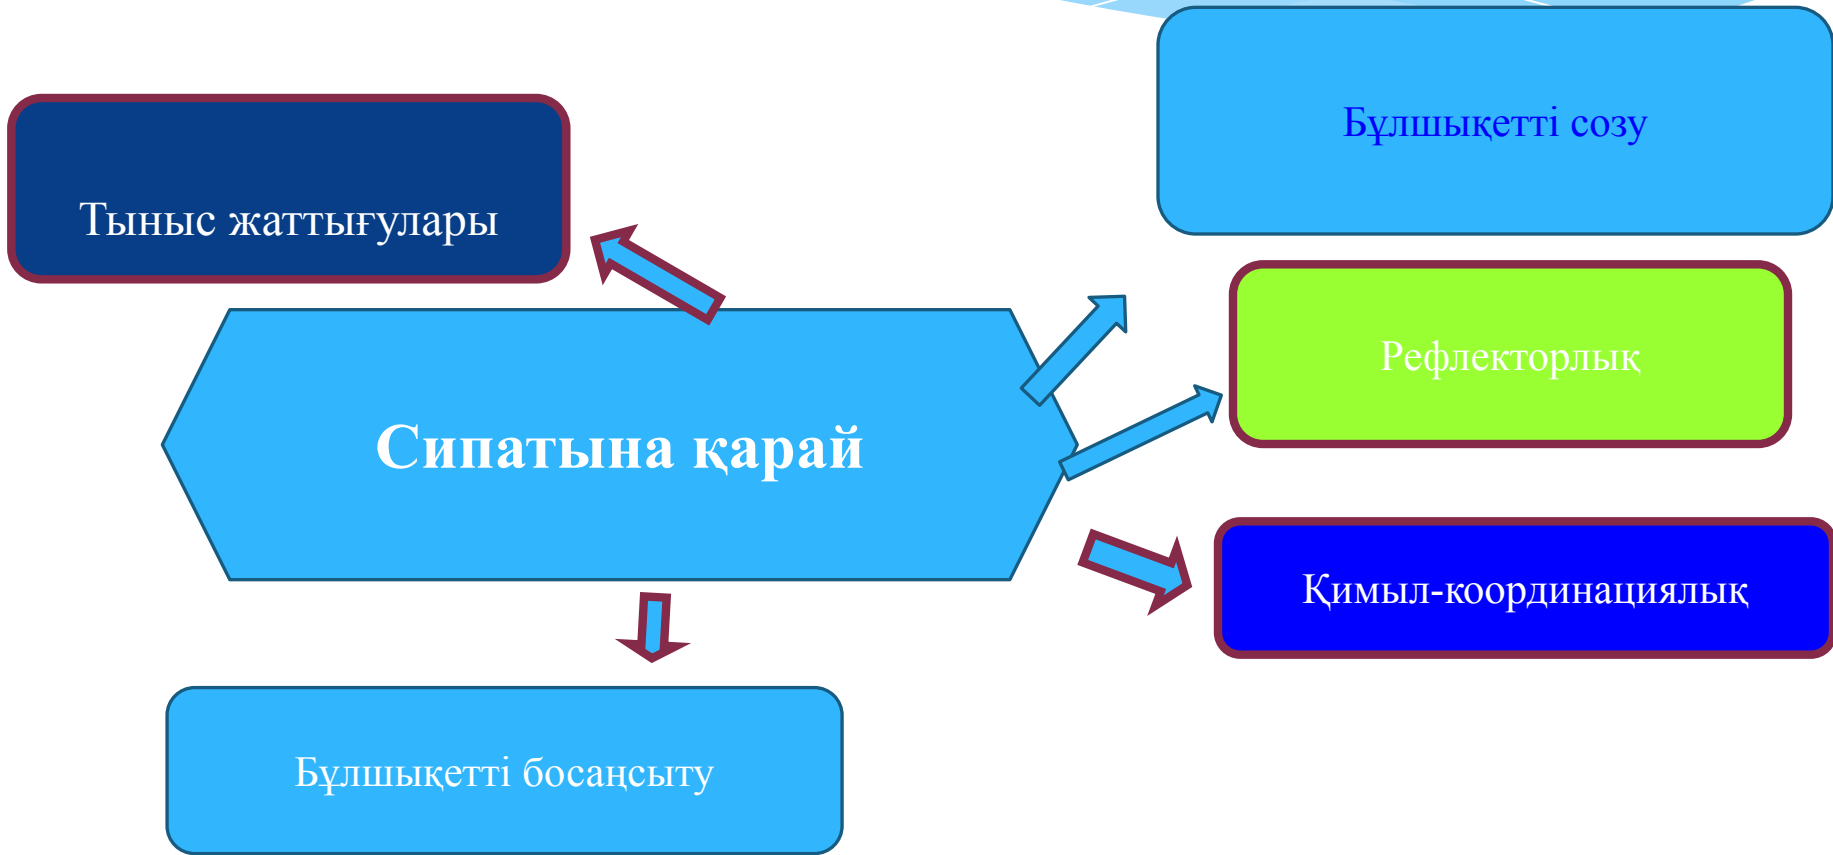 Бұлшықетті созу
Тыныс жаттығулары
Рефлекторлық
Сипатына қарай
Қимыл-координациялық
Бұлшықетті босаңсыту